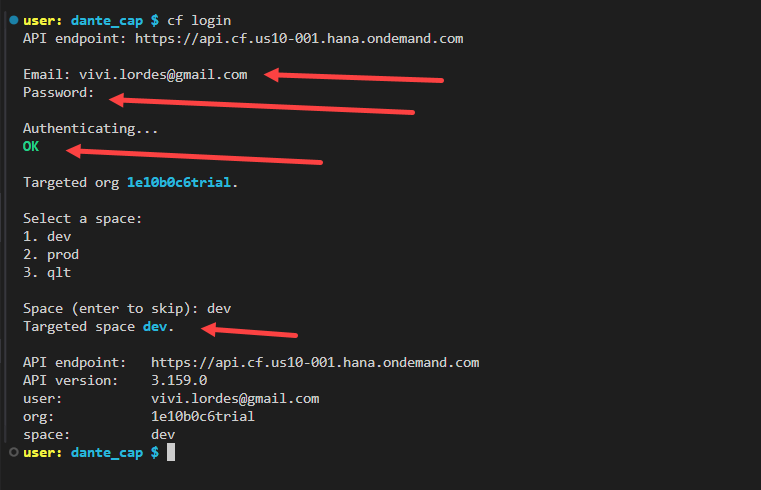 user: dante_cap $ cf login
API endpoint: https://api.cf.us10-001.hana.ondemand.com
Email: vivi.lordes@gmail.com
Password:
Authenticating...
OK
Targeted org 1e10b0c6trial.
Select a space:
1. dev
2. prod
3. qlt
Space (enter to skip): dev
Targeted space dev.
API endpoint: https://api.cf.us10-001.hana.ondemand.com
API version: 3.159.0
user: vivi.lordes@gmail.com
org: 1e10b0c6trial
space: dev
user: dante_cap $